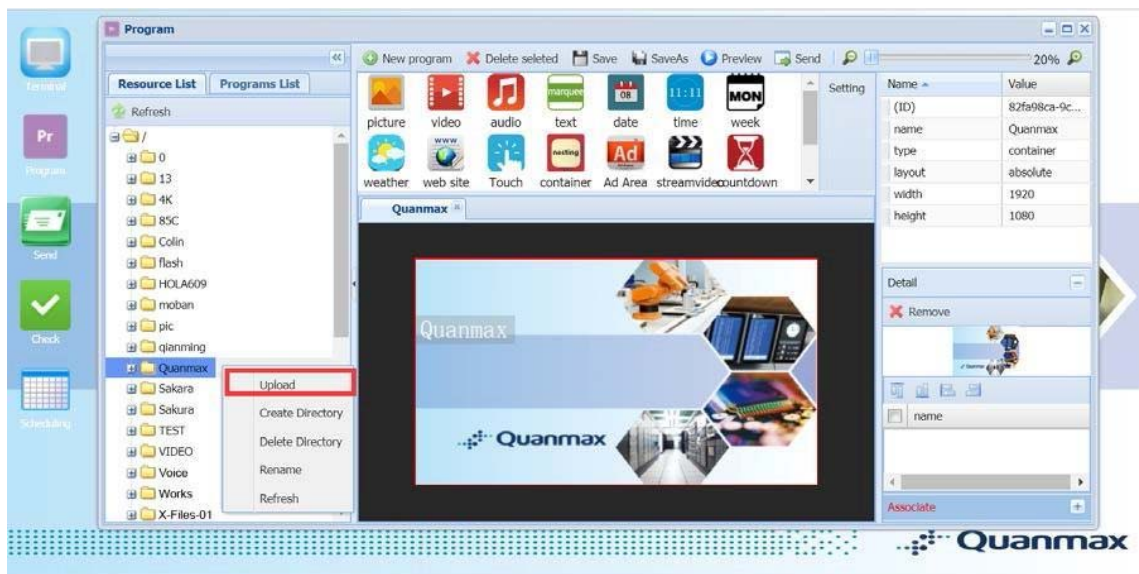 Program
Terminal
Pr
Program
Send
Check
Scheduling
Resource List Programs List
Refresh
/
0
13
4K
85C
Colin
flash
HOLA609
moban
pic
qianming
Quanmax
Sakara
Sakura
TEST
VIDEO
Voice
Works
X-Files-01
Upload
Create Directory
Delete Directory
Rename
Refresh
New program Delete seleted Save SaveAs Preview Send 20%
marquee 08 11:11 MON
picture video audio text date time week
www nesting Ad
weather web site Touch container Ad Area streamvideo countdown
Setting
Quanmax
Quanmax
Quanmax
Name Value
(ID) 82fa98ca-9c...
name Quanmax
type container
layout absolute
width 1920
height 1080
Detail
Remove
name
Associate
Quanmax